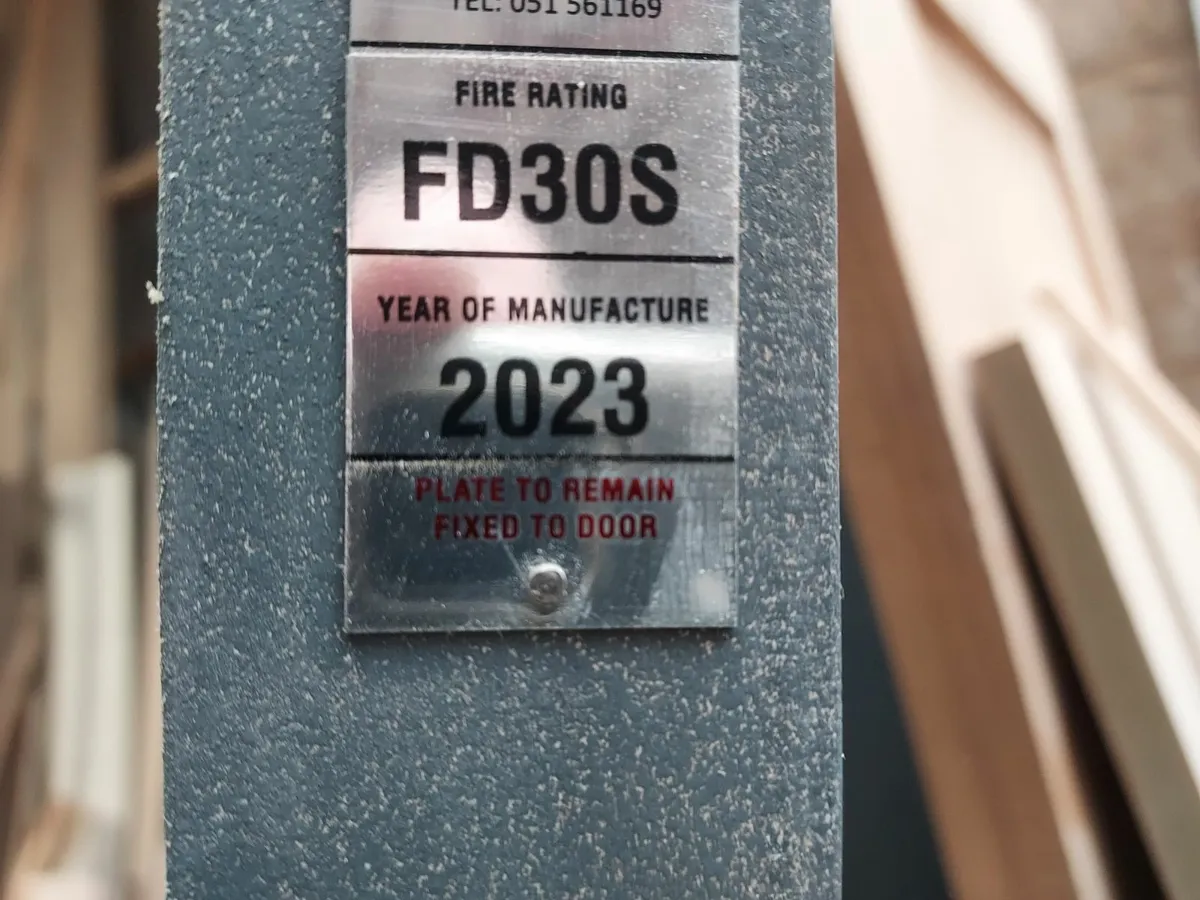 TEL: 051 561169
FIRE RATING
FD30S
YEAR OF MANUFACTURE
2023
PLATE TO REMAIN
FIXED TO DOOR